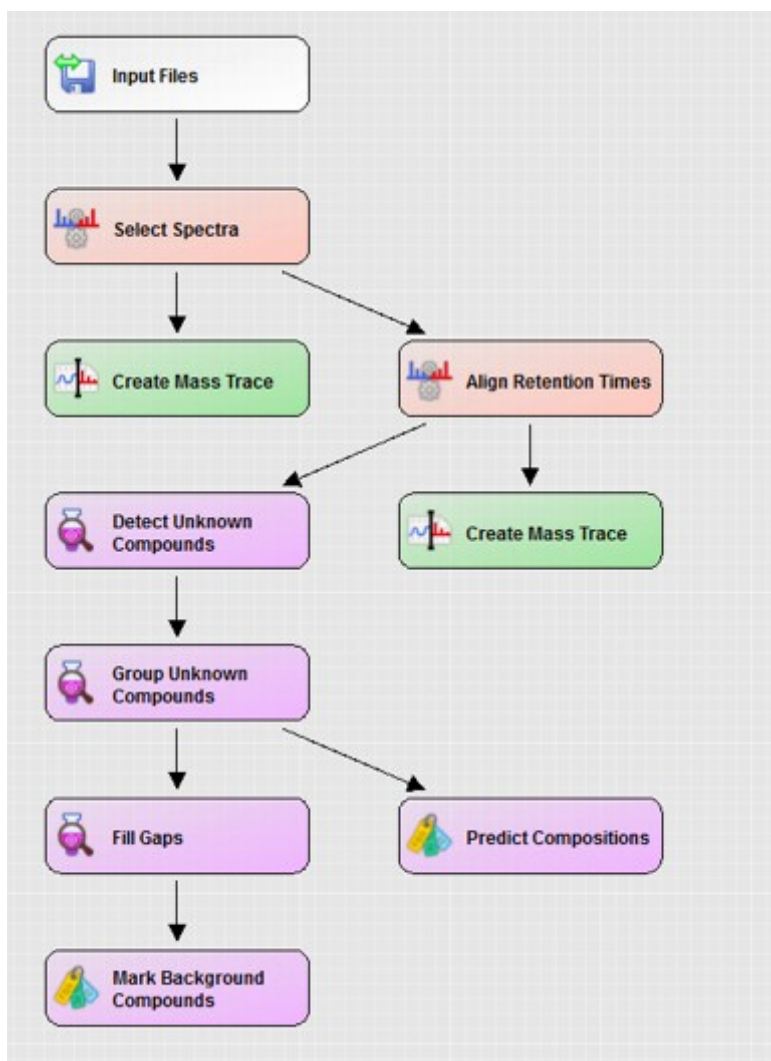 Input Files
Select Spectra
Create Mass Trace
Align Retention Times
Detect Unknown
Compounds
Create Mass Trace
Group Unknown
Compounds
Fill Gaps
Predict Compositions
Mark Background
Compounds